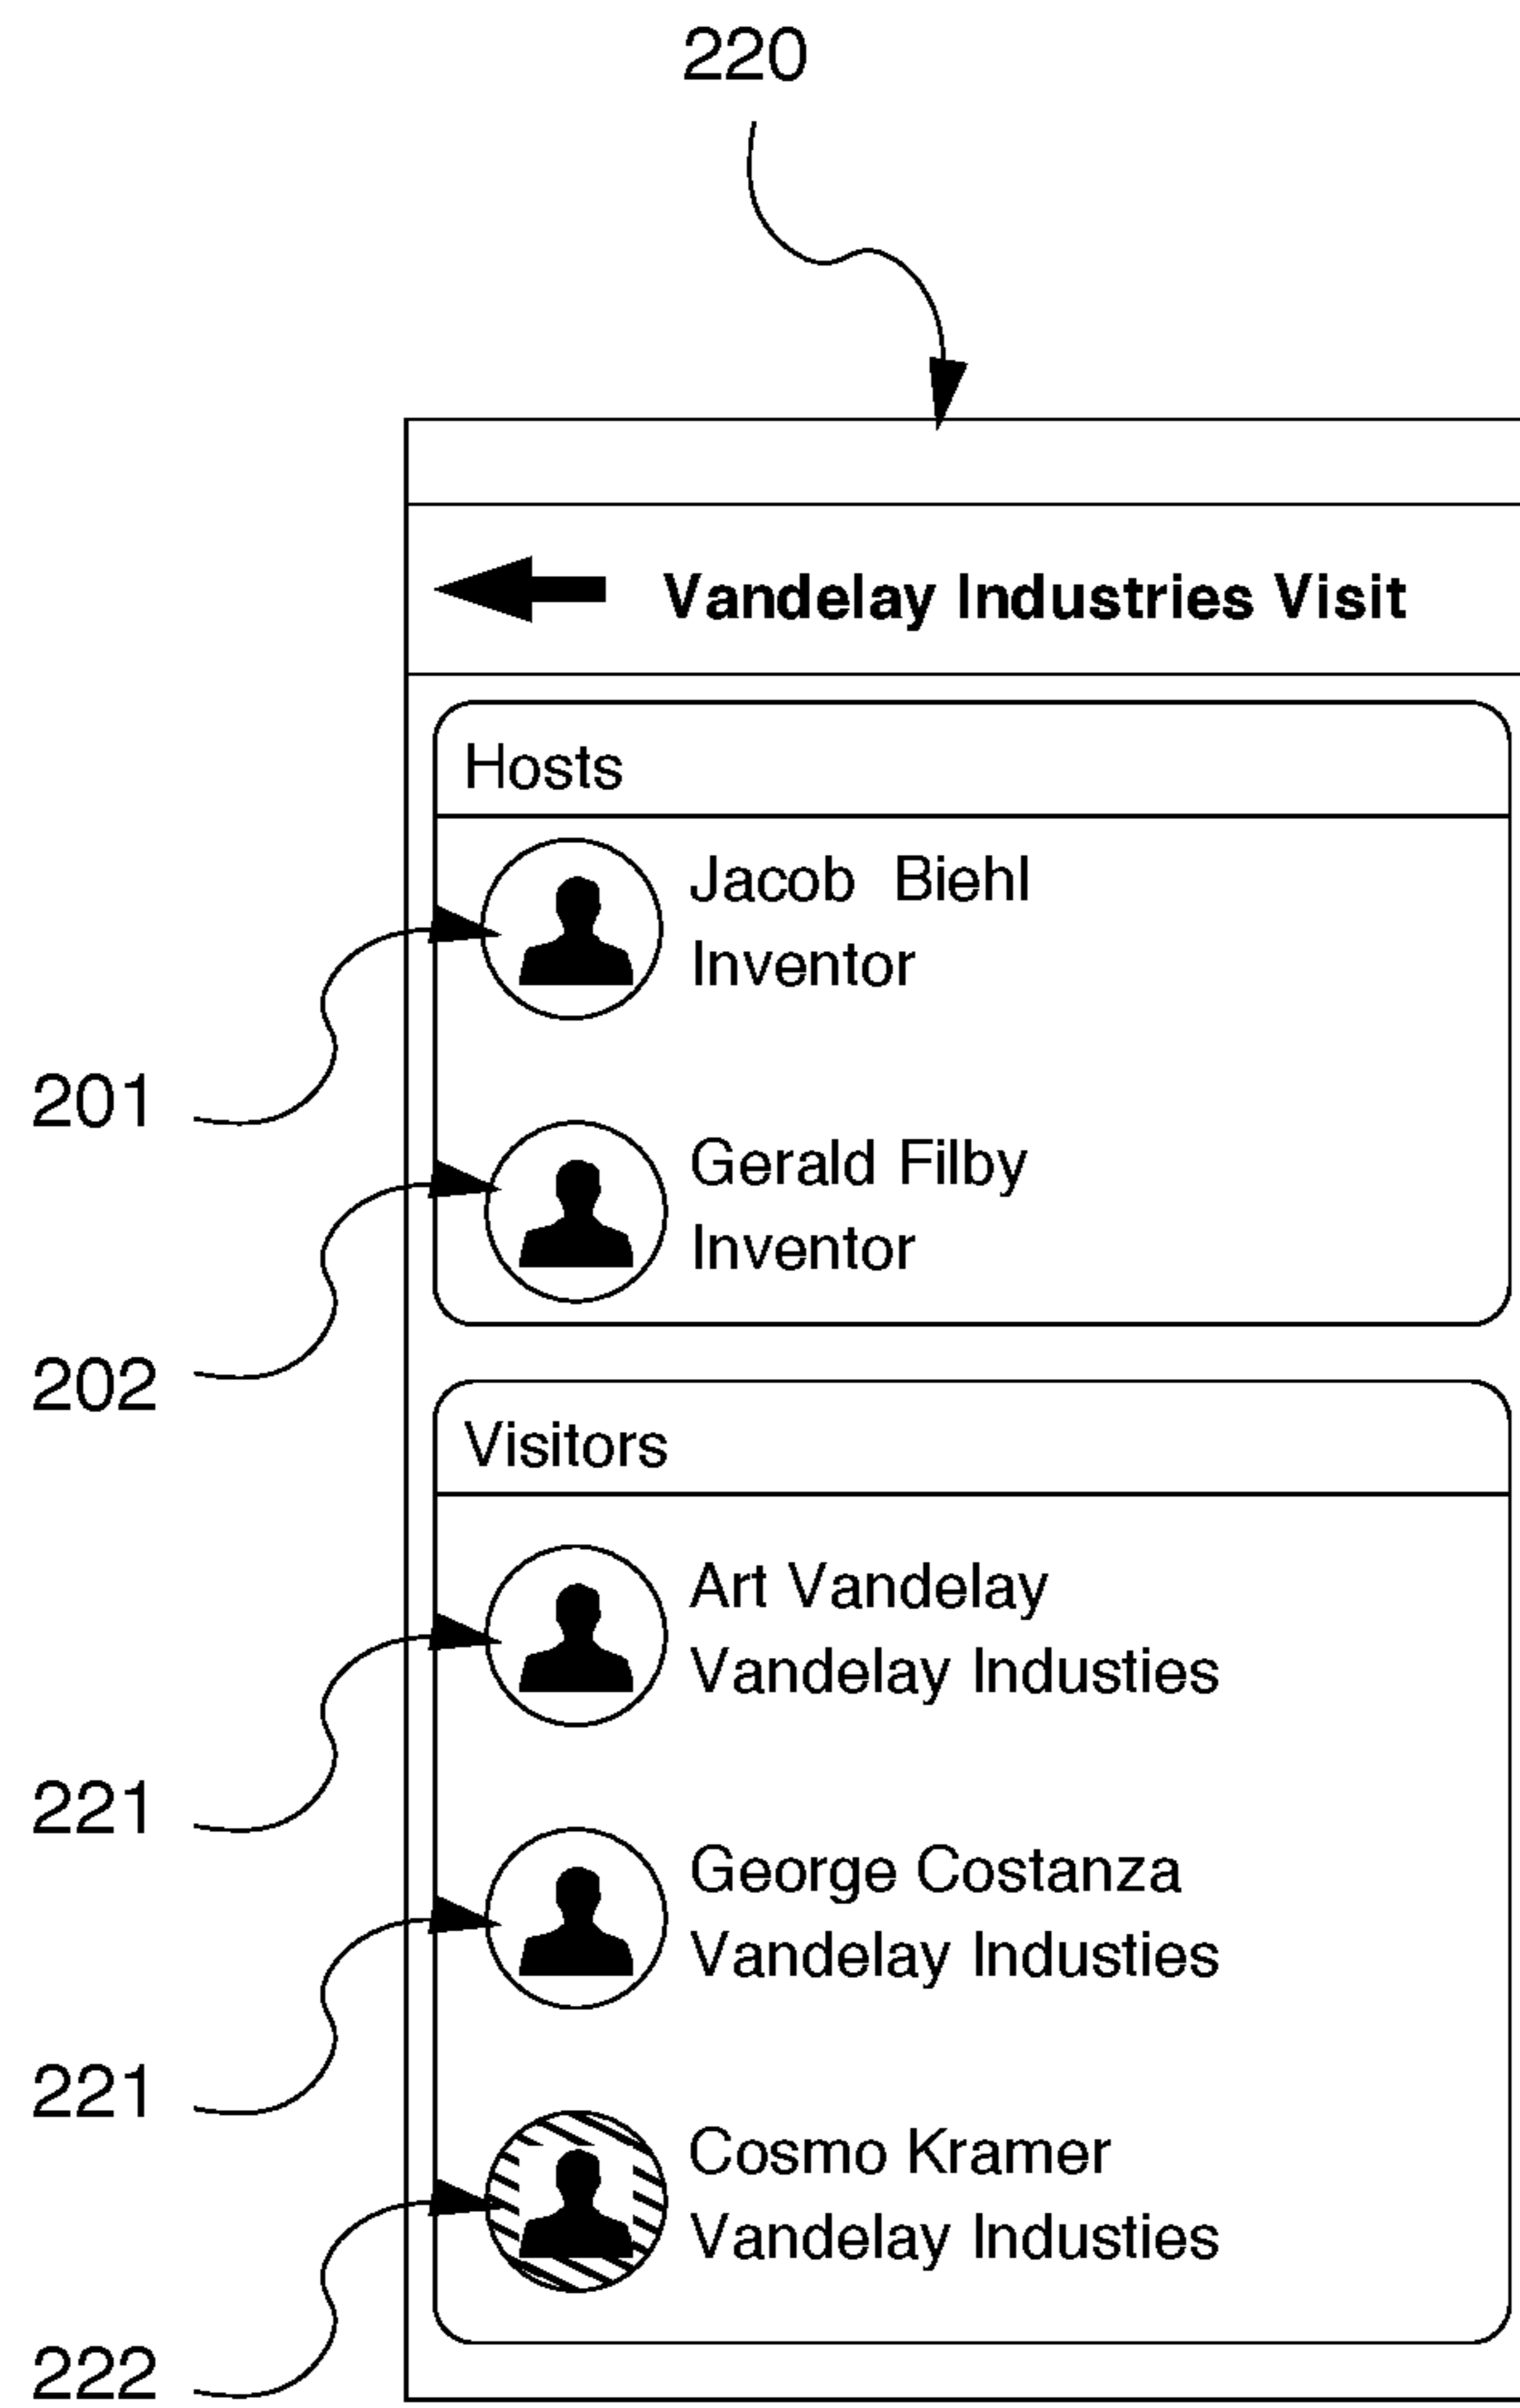 220
Vandelay Industries Visit
Hosts
Jacob Biehl
Inventor
201
Gerald Filby
Inventor
202
Visitors
Art Vandelay
Vandelay Industies
221
George Costanza
Vandelay Industies
221
Cosmo Kramer
Vandelay Industies
222